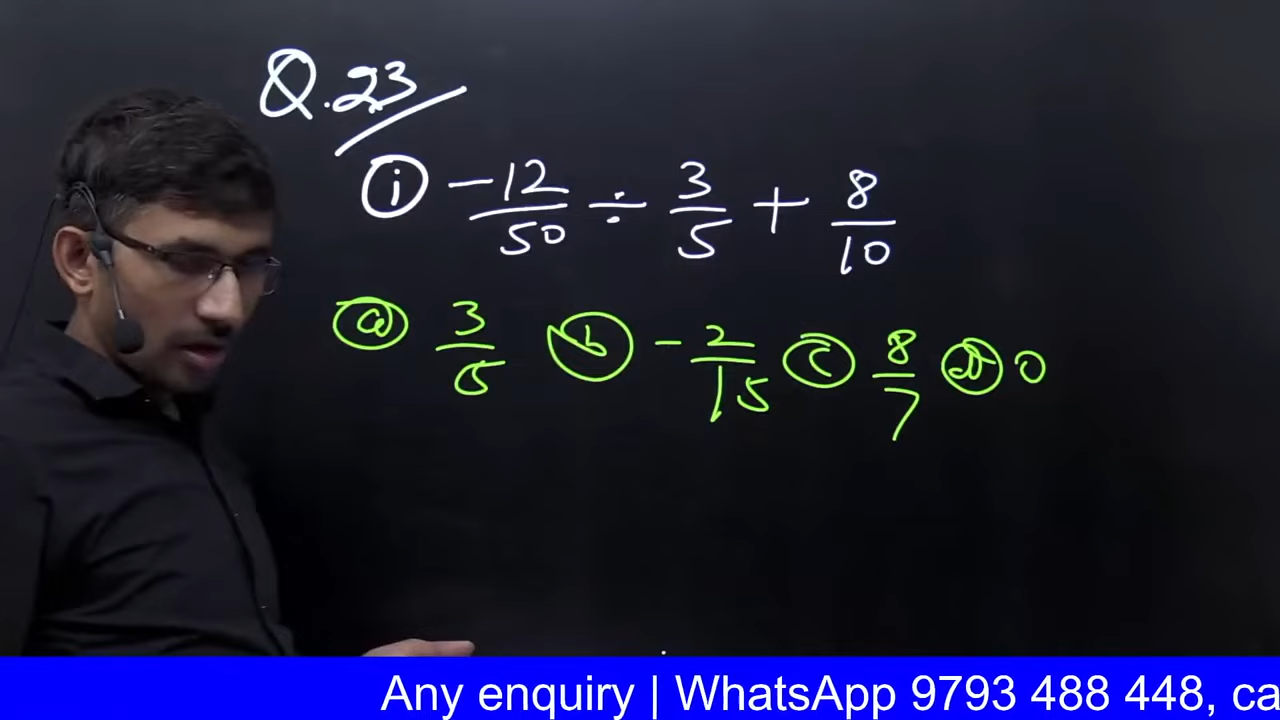 Q.23
(i) -12/50 ÷ 3/5 + 8/10
(a) 3/5 (b) -2/15 (c) 8/7 (d) 0
Any enquiry | WhatsApp 9793 488 448, ca